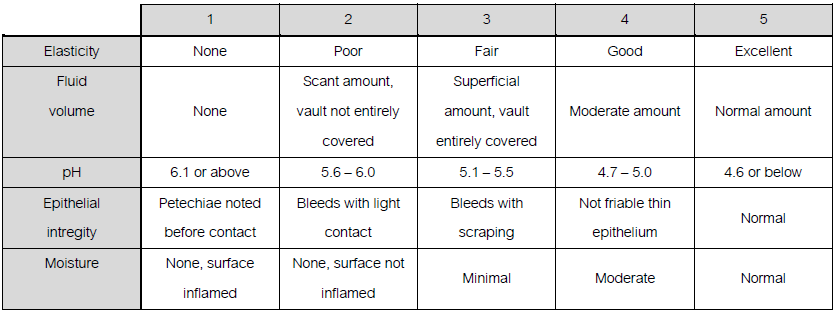 1 2 3 4 5
Elasticity None Poor Fair Good Excellent
Fluid
volume
None
Scant amount,
vault not entirely
covered
Superficial
amount, vault
entirely covered
Moderate amount
Normal amount
pH 6.1 or above 5.6 – 6.0 5.1 – 5.5 4.7 – 5.0 4.6 or below
Epithelial
intregity
Petechiae noted
before contact
Bleeds with light
contact
Bleeds with
scraping
Not friable thin
epithelium
Normal
Moisture
None, surface
inflamed
None, surface not
inflamed
Minimal
Moderate
Normal